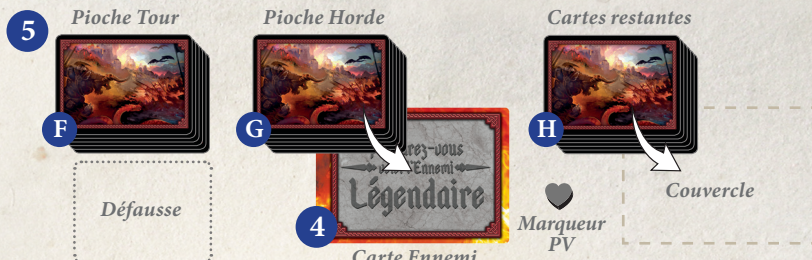 5
Pioche Tour
Pioche Horde
Cartes restantes
F
G
H
Défausse
4
Légendaire
Marqueur
PV
Couvercle
Carte Ennemi